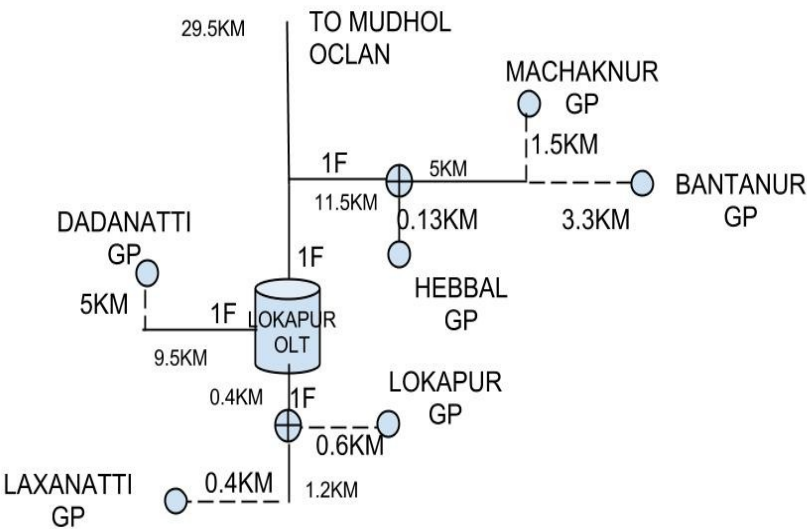 29.5KM
TO MUDHOL
OCLAN
MACHAKNUR
GP
1.5KM
1F
5KM
11.5KM
0.13KM
3.3KM
BANTANUR
GP
DADANATTI
GP
1F
HEBBAL
GP
5KM
1F
LOKAPUR
OLT
9.5KM
0.4KM
1F
LOKAPUR
GP
0.6KM
LAXANATTI
GP
0.4KM
1.2KM